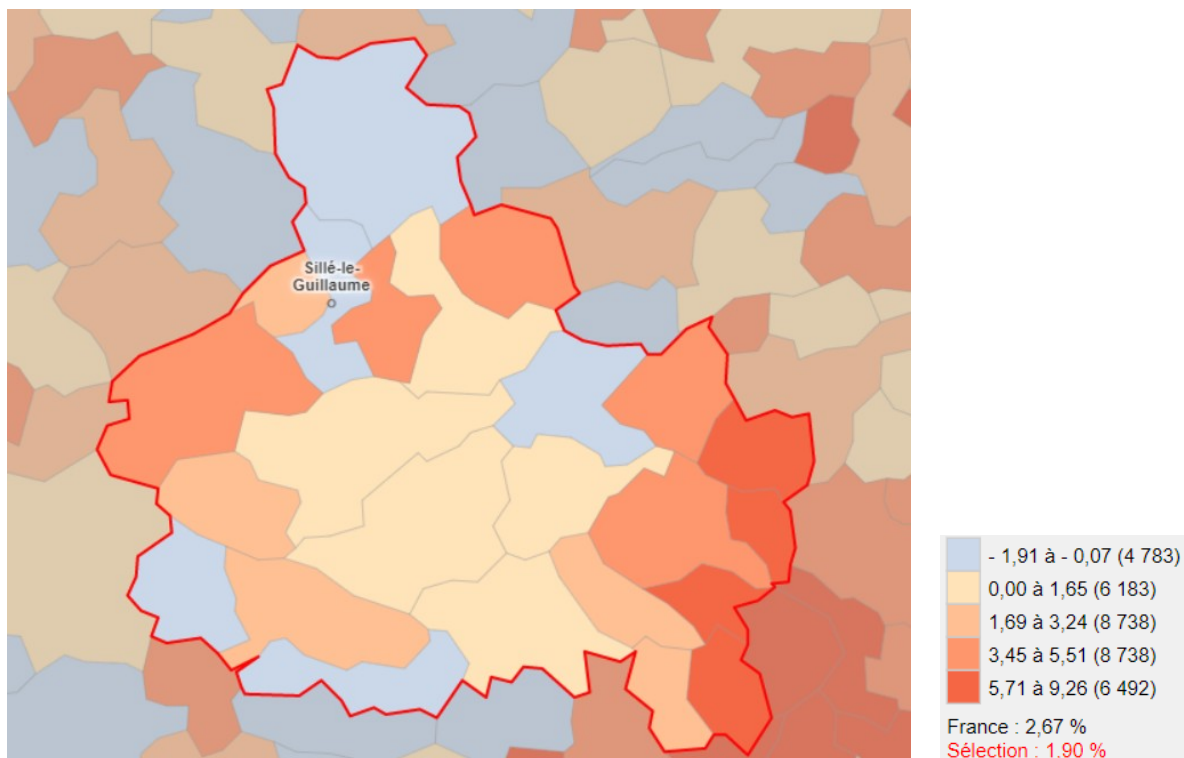 Sillé-le-
Guillaume
- 1,91 à - 0,07 (4 783)
0,00 à 1,65 (6 183)
1,69 à 3,24 (8 738)
3,45 à 5,51 (8 738)
5,71 à 9,26 (6 492)
France : 2,67 %
Sélection : 1,90 %